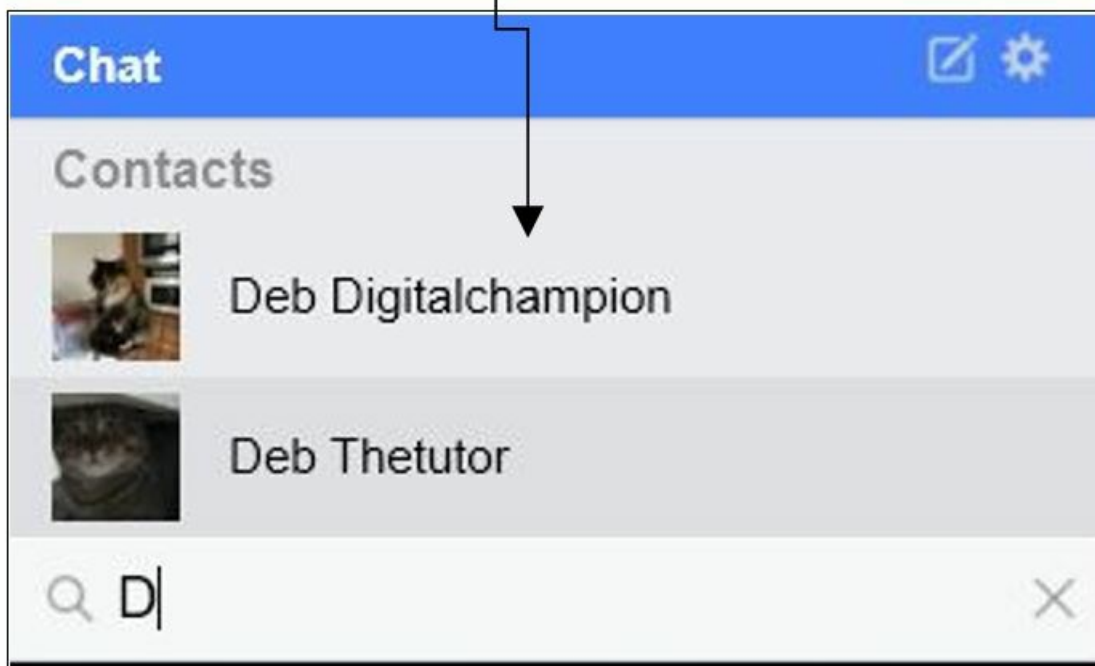 Chat
Contacts
Deb Digitalchampion
Deb Thetutor
D